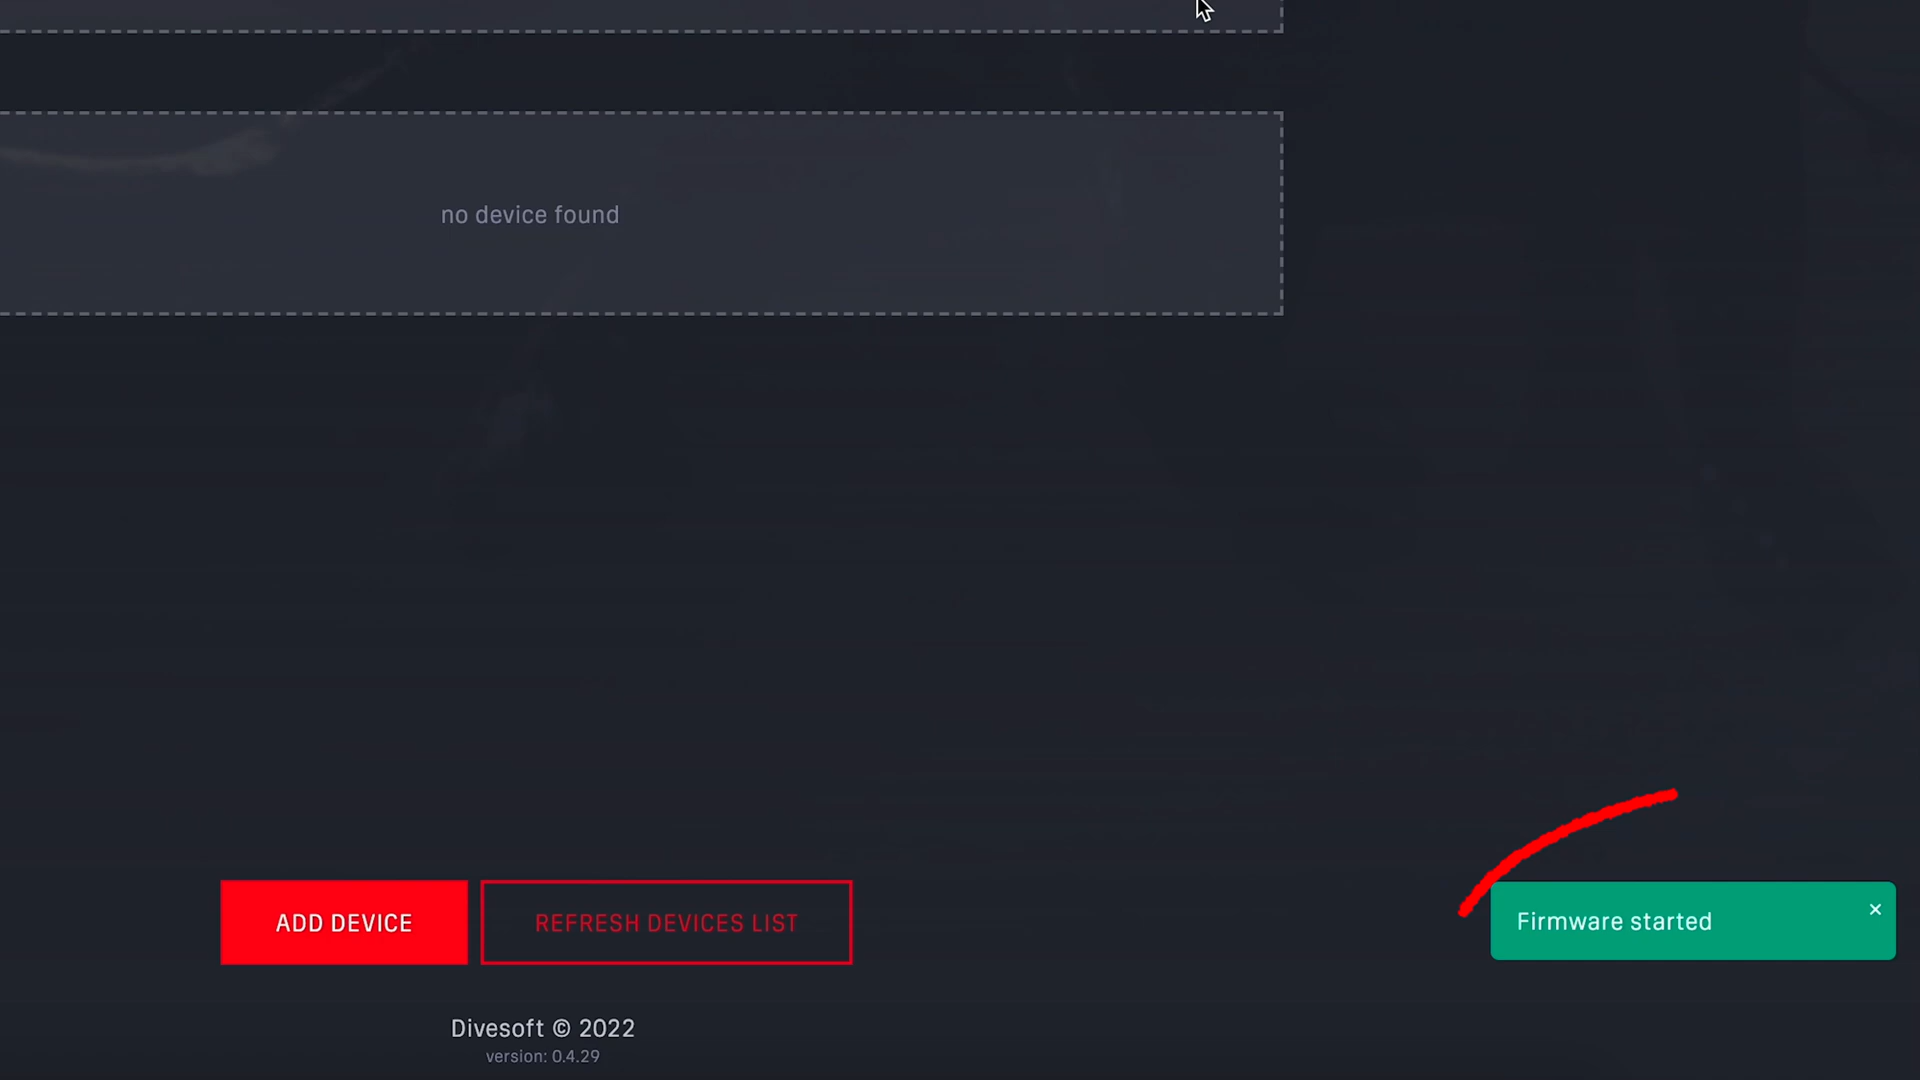 no device found
ADD DEVICE
REFRESH DEVICES LIST
Firmware started
Divesoft © 2022
version: 0.4.29